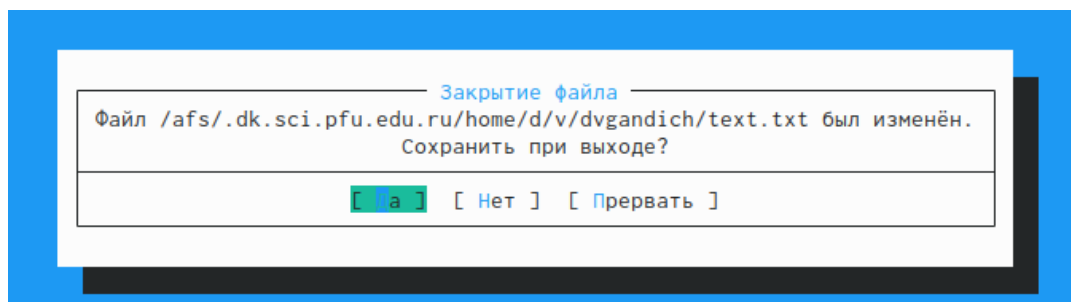 Закрытие файла
Файл /afs/.dk.sci.pfu.edu.ru/home/d/v/dvgandich/text.txt был изменён.
Сохранить при выходе?
[ Да ] [ Нет ] [ Прервать ]